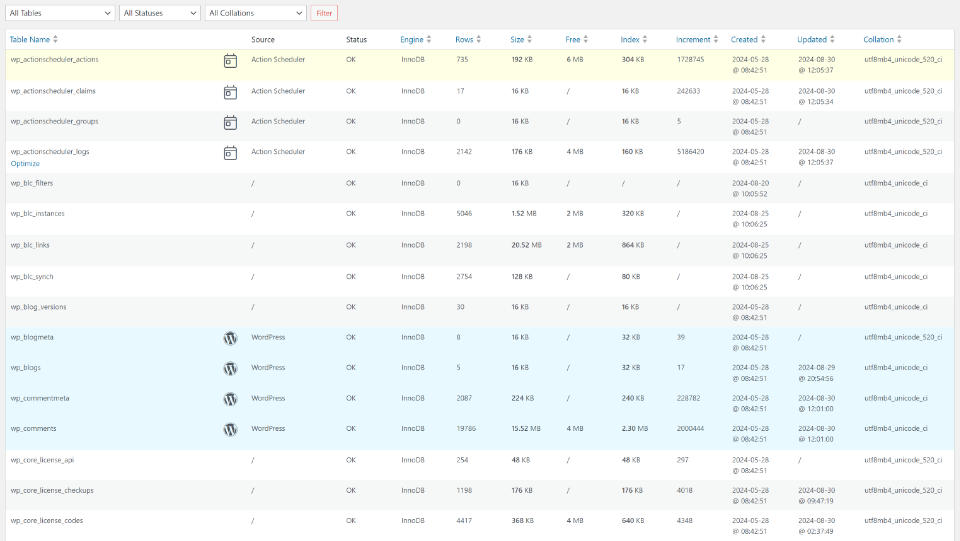 All Tables All Statuses All Collations Filter
Table Name Source Status Engine Rows Size Free Index Increment Created Updated Collation
wp_actionscheduler_actions Action Scheduler OK InnoDB 735 192 KB 6 MB 304 KB 1728745 2024-05-28 2024-08-30 utf8mb4_unicode_520_ci
@ 08:42:51 @ 12:05:37
wp_actionscheduler_claims Action Scheduler OK InnoDB 17 16 KB / 16 KB 242633 2024-05-28 2024-08-30 utf8mb4_unicode_520_ci
@ 08:42:51 @ 12:05:34
wp_actionscheduler_groups Action Scheduler OK InnoDB 0 16 KB / 16 KB 5 2024-05-28 / utf8mb4_unicode_520_ci
@ 08:42:51
wp_actionscheduler_logs Action Scheduler OK InnoDB 2142 176 KB 4 MB 160 KB 5186420 2024-05-28 2024-08-30 utf8mb4_unicode_520_ci
Optimize @ 08:42:51 @ 12:05:37
wp_blc_filters / OK InnoDB 0 16 KB / / / 2024-08-20 / utf8mb4_unicode_ci
@ 10:05:52
wp_blc_instances / OK InnoDB 5046 1.52 MB 2 MB 320 KB / 2024-08-25 / utf8mb4_unicode_ci
@ 10:06:25
wp_blc_links / OK InnoDB 2198 20.52 MB 2 MB 864 KB / 2024-08-25 / utf8mb4_unicode_ci
@ 10:06:25
wp_blc_synch / OK InnoDB 2754 128 KB / 80 KB / 2024-08-25 / utf8mb4_unicode_ci
@ 10:06:25
wp_blog_versions / OK InnoDB 30 16 KB / 16 KB / 2024-05-28 / utf8mb4_unicode_ci
@ 08:42:51
wp_blogmeta WordPress OK InnoDB 8 16 KB / 32 KB 39 2024-05-28 / utf8mb4_unicode_520_ci
@ 08:42:51
wp_blogs WordPress OK InnoDB 5 16 KB / 32 KB 17 2024-05-28 2024-08-29 utf8mb4_unicode_ci
@ 08:42:51 @ 20:54:56
wp_commentmeta WordPress OK InnoDB 2087 224 KB / 240 KB 228782 2024-05-28 2024-08-30 utf8mb4_unicode_ci
@ 08:42:51 @ 12:01:00
wp_comments WordPress OK InnoDB 19786 15.52 MB 4 MB 2.30 MB 2000444 2024-05-28 2024-08-30 utf8mb4_unicode_ci
@ 08:42:51 @ 12:01:00
wp_core_license_api / OK InnoDB 254 48 KB / 48 KB 297 2024-05-28 / utf8mb4_unicode_520_ci
@ 08:42:51
wp_core_license_checkups / OK InnoDB 1198 176 KB / 176 KB 4018 2024-05-28 2024-08-30 utf8mb4_unicode_520_ci
@ 08:42:51 @ 09:47:19
wp_core_license_codes / OK InnoDB 4417 368 KB 4 MB 640 KB 4348 2024-05-28 2024-08-30 utf8mb4_unicode_520_ci
@ 08:42:51 @ 02:37:49